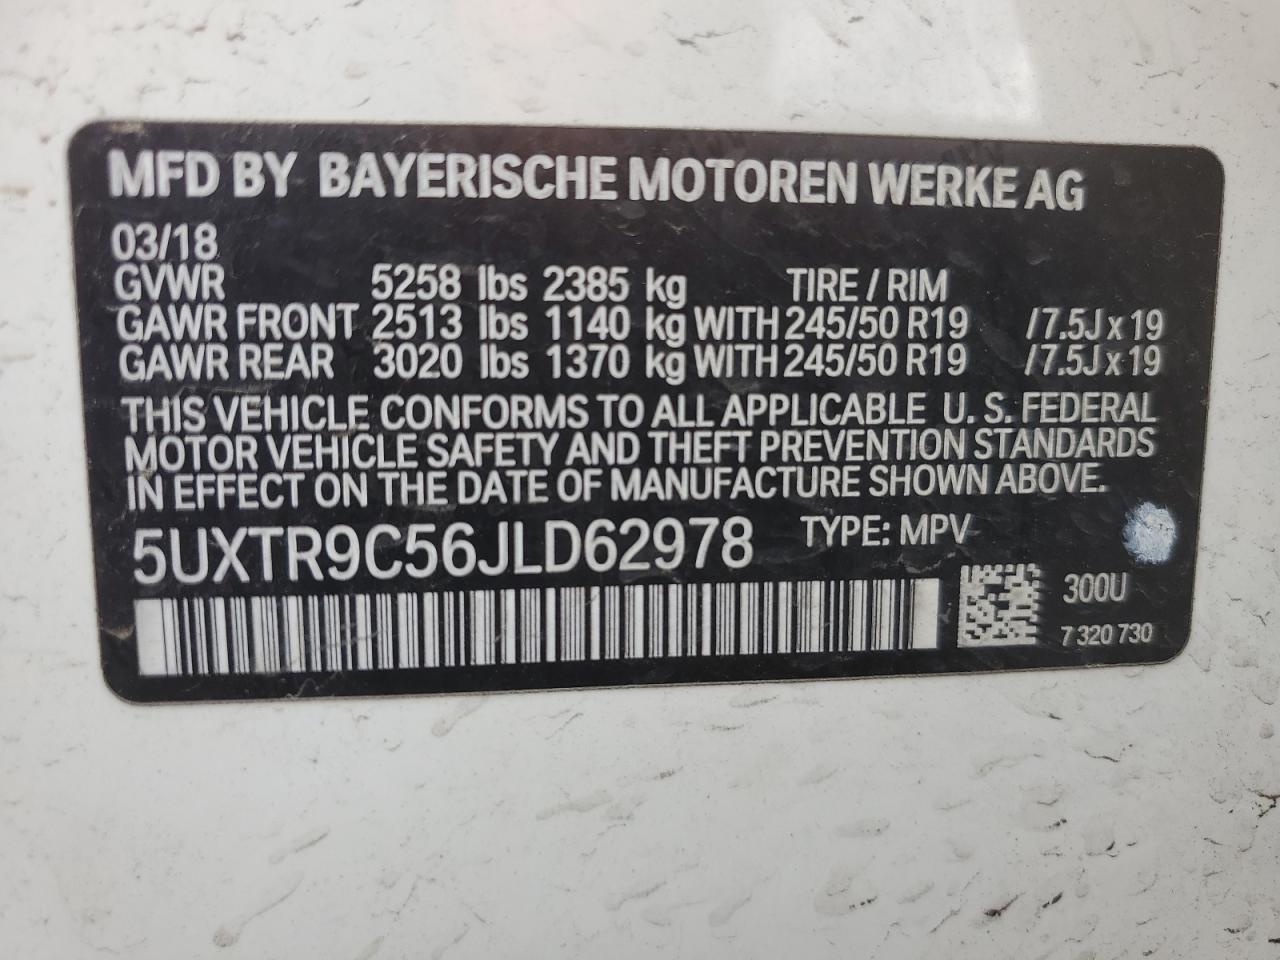 MFD BY BAYERISCHE MOTOREN WERKE AG
03/18
GVWR 5258 lbs 2385 kg TIRE / RIM
GAWR FRONT 2513 lbs 1140 kg WITH 245/50 R19 /7.5J x 19
GAWR REAR 3020 lbs 1370 kg WITH 245/50 R19 /7.5J x 19
THIS VEHICLE CONFORMS TO ALL APPLICABLE U. S. FEDERAL
MOTOR VEHICLE SAFETY AND THEFT PREVENTION STANDARDS
IN EFFECT ON THE DATE OF MANUFACTURE SHOWN ABOVE.
5UXTR9C56JLD62978 TYPE: MPV
300U
7 320 730